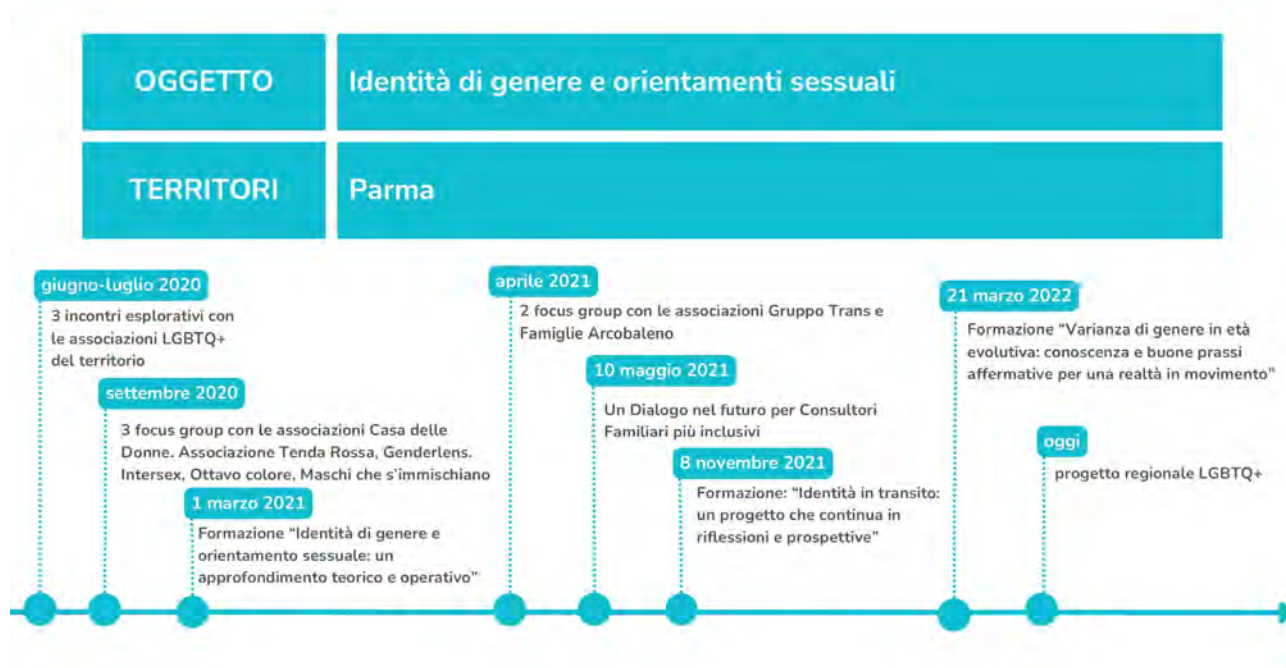 OGGETTO
Identità di genere e orientamenti sessuali
TERRITORI
Parma
giugno-luglio 2020
3 incontri esplorativi con
le associazioni LGBTQ+
del territorio
settembre 2020
3 focus group con le associazioni Casa delle
Donne. Associazione Tenda Rossa, Genderlens.
Intersex, Ottavo colore, Maschi che s’immischiano
1 marzo 2021
Formazione “Identità di genere e
orientamento sessuale: un
approfondimento teorico e operativo”
aprile 2021
2 focus group con le associazioni Gruppo Trans e
Famiglie Arcobaleno
10 maggio 2021
Un Dialogo nel futuro per Consultori
Familiari più inclusivi
8 novembre 2021
Formazione: “Identità in transito:
un progetto che continua in
riflessioni e prospettive”
21 marzo 2022
Formazione “Varianza di genere in età
evolutiva: conoscenza e buone prassi
affermative per una realtà in movimento”
oggi
progetto regionale LGBTQ+